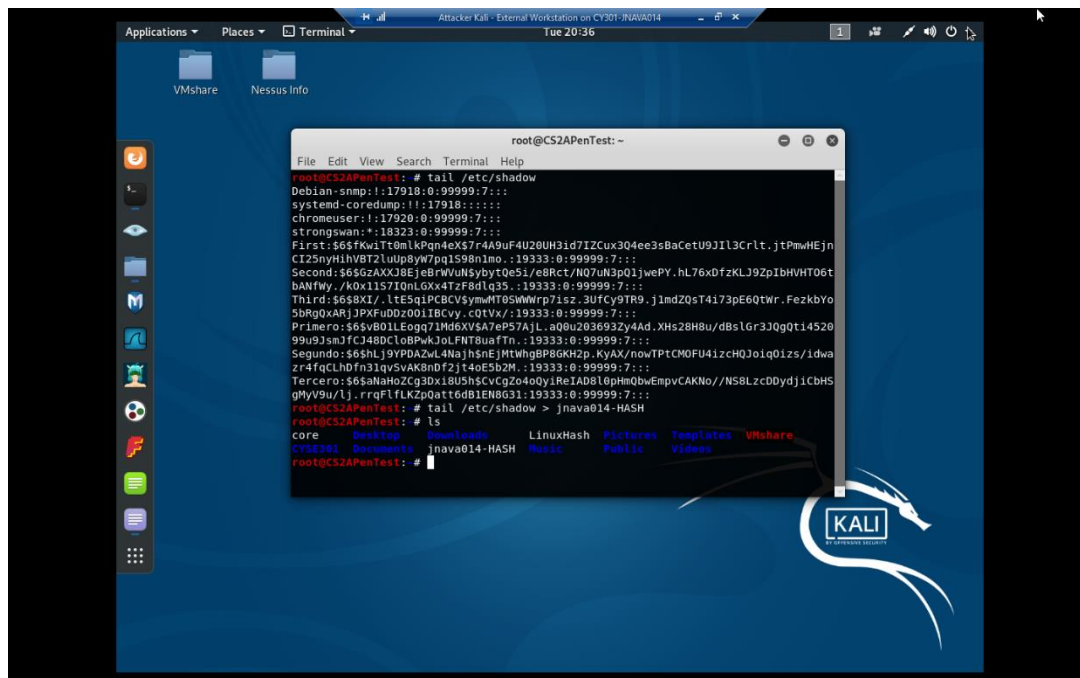 Attacker Kali - External Workstation on CY301-JNAVA014
Applications Places Terminal Tue 20:36 1
VMshare Nessus Info
root@CS2APenTest: ~
File Edit View Search Terminal Help
root@CS2APenTest:~# tail /etc/shadow
Debian-snmp:!:17918:0:99999:7:::
systemd-coredump:!!:17918::::::
chromeuser:!:17920:0:99999:7:::
strongswan:*:18323:0:99999:7:::
First:$6$fKwiTt0mlkPqn4eX$7r4A9uF4U20UH3id7IZCux3Q4ee3sBaCetU9JIl3Crlt.jtPmwHEjn
CI25nyHihVBT2luUp8yW7pq1S98n1mo.:19333:0:99999:7:::
Second:$6$GzAXXJ8EjeBrWVuN$ybytQe5i/e8Rct/NQ7uN3pQ1jwePY.hL76xDfzKLJ9ZpIbHVHTO6t
bANfWy./kOx11S7IQnLGXx4TzF8dlq35.:19333:0:99999:7:::
Third:$6$8XI/.ltE5qiPCBCV$ymwMT0SWWWrp7isz.3UfCy9TR9.j1mdZQsT4i73pE6QtWr.FezkbYo
5bRgQxARjJPXFuDDzOOiIBCvy.cQtVx/:19333:0:99999:7:::
Primero:$6$vBO1LEogq71Md6XV$A7eP57AjL.aQ0u203693Zy4Ad.XHs28H8u/dBslGr3JQgQti4520
99u9JsmJfCJ48DCloBPwkJoLFNT8uafTn.:19333:0:99999:7:::
Segundo:$6$hLj9YPDAZwL4Najh$nEjMtWhgBP8GKH2p.KyAX/nowTPtCMOFU4izcHQJoiqOizs/idwa
zr4fqCLhDfn31qvSvAK8nDf2jt4oE5b2M.:19333:0:99999:7:::
Tercero:$6$aNaHoZCg3Dxi8U5h$CvCgZo4oQyiReIAD8l0pHmQbwEmpvCAKNo//NS8LzcDDydjiCbHS
gMyV9u/lj.rrqFlfLKZpQatt6dB1EN8G31:19333:0:99999:7:::
root@CS2APenTest:~# tail /etc/shadow > jnava014-HASH
root@CS2APenTest:~# ls
core Desktop Downloads LinuxHash Pictures Templates VMshare
CYSE301 Documents jnava014-HASH Music Public Videos
root@CS2APenTest:~#
KALI
BY OFFENSIVE SECURITY